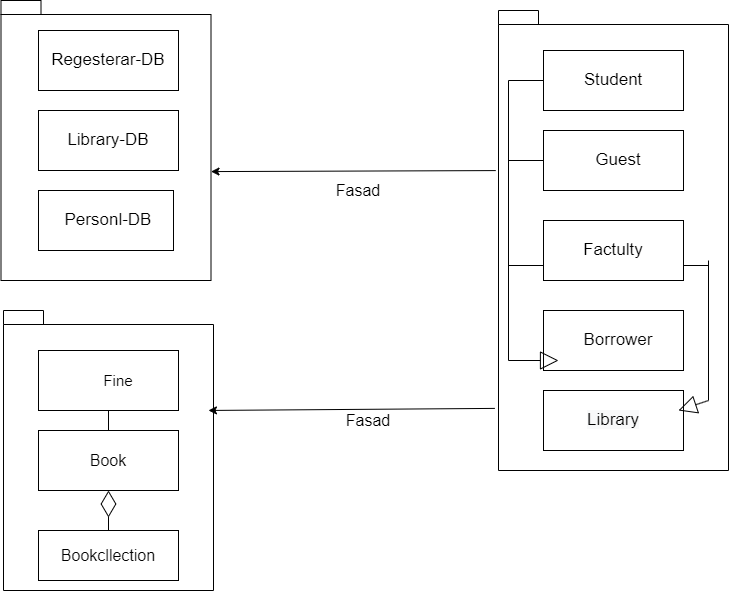 Regesterar-DB
Library-DB
Personl-DB
Fasad
Student
Guest
Factulty
Borrower
Library
Fine
Book
Bookcllection
Fasad